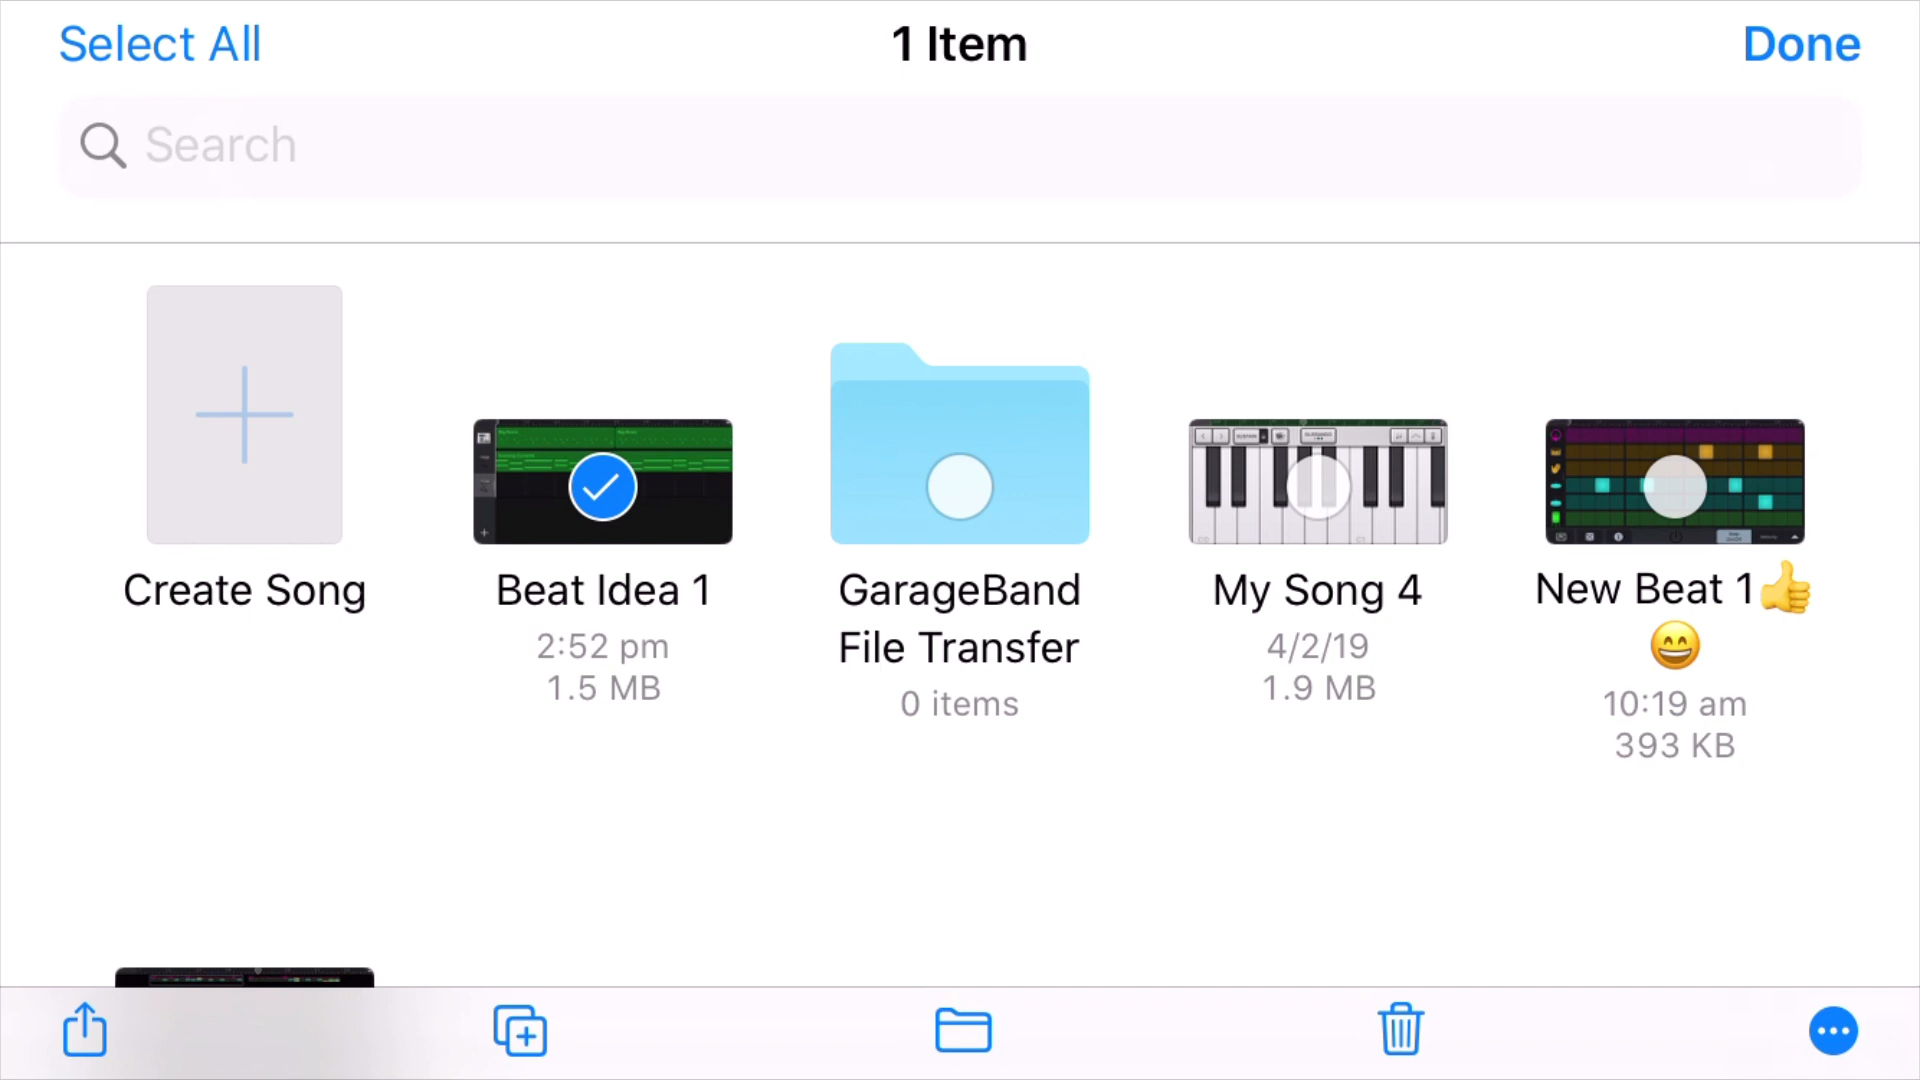 Select All
1 Item
Done
Search
Create Song
Beat Idea 1
2:52 pm
1.5 MB
GarageBand
File Transfer
0 items
My Song 4
4/2/19
1.9 MB
New Beat 1👍
😄
10:19 am
393 KB